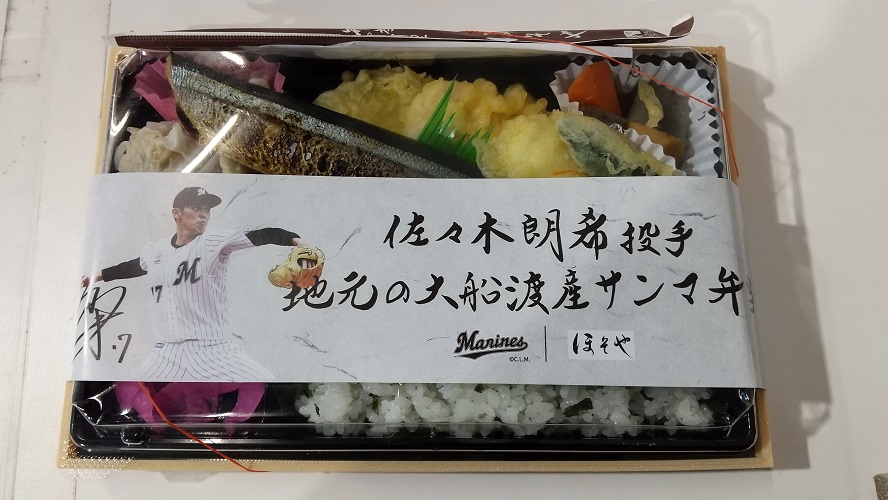 佐々木朗希投手
地元の大船渡産サンマ弁
Marines
©C.L.M.
ほそや
M
17